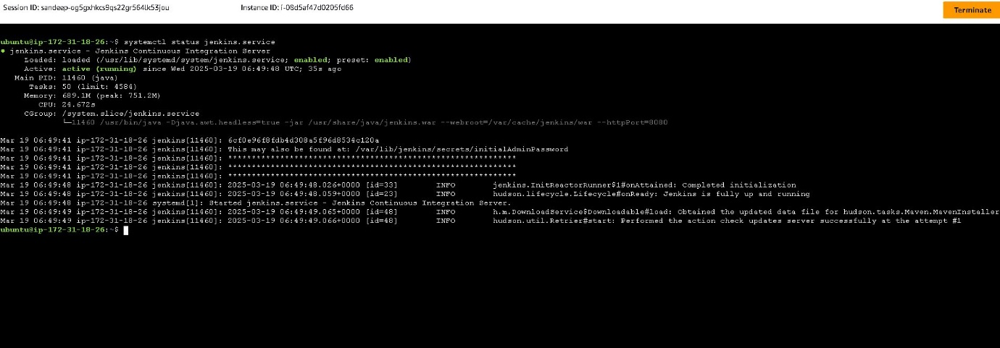 Session ID: sandeep-og5gxhkcs9qs22gr564lk53jou Instance ID: i-08d5af47d0205fd66 Terminate
ubuntu@ip-172-31-18-26:~$ systemctl status jenkins.service
● jenkins.service - Jenkins Continuous Integration Server
Loaded: loaded (/usr/lib/systemd/system/jenkins.service; enabled; preset: enabled)
Active: active (running) since Wed 2025-03-19 06:49:48 UTC; 35s ago
Main PID: 11460 (java)
Tasks: 50 (limit: 4584)
Memory: 689.1M (peak: 751.2M)
CPU: 24.672s
CGroup: /system.slice/jenkins.service
└─11460 /usr/bin/java -Djava.awt.headless=true -jar /usr/share/java/jenkins.war --webroot=/var/cache/jenkins/war --httpPort=8080
Mar 19 06:49:41 ip-172-31-18-26 jenkins[11460]: 6cf0e96f8fdb4d308a5f96d8534c120a
Mar 19 06:49:41 ip-172-31-18-26 jenkins[11460]: This may also be found at: /var/lib/jenkins/secrets/initialAdminPassword
Mar 19 06:49:41 ip-172-31-18-26 jenkins[11460]: *************************************************************
Mar 19 06:49:41 ip-172-31-18-26 jenkins[11460]: *************************************************************
Mar 19 06:49:41 ip-172-31-18-26 jenkins[11460]: *************************************************************
Mar 19 06:49:48 ip-172-31-18-26 jenkins[11460]: 2025-03-19 06:49:48.026+0000 [id=33] INFO jenkins.InitReactorRunner$1#onAttained: Completed initialization
Mar 19 06:49:48 ip-172-31-18-26 jenkins[11460]: 2025-03-19 06:49:48.059+0000 [id=23] INFO hudson.lifecycle.Lifecycle#onReady: Jenkins is fully up and running
Mar 19 06:49:48 ip-172-31-18-26 systemd[1]: Started jenkins.service - Jenkins Continuous Integration Server.
Mar 19 06:49:49 ip-172-31-18-26 jenkins[11460]: 2025-03-19 06:49:49.065+0000 [id=48] INFO h.m.DownloadService$Downloadable#load: Obtained the updated data file for hudson.tasks.Maven.MavenInstaller
Mar 19 06:49:49 ip-172-31-18-26 jenkins[11460]: 2025-03-19 06:49:49.066+0000 [id=48] INFO hudson.util.Retrier#start: Performed the action check updates server successfully at the attempt #1
ubuntu@ip-172-31-18-26:~$